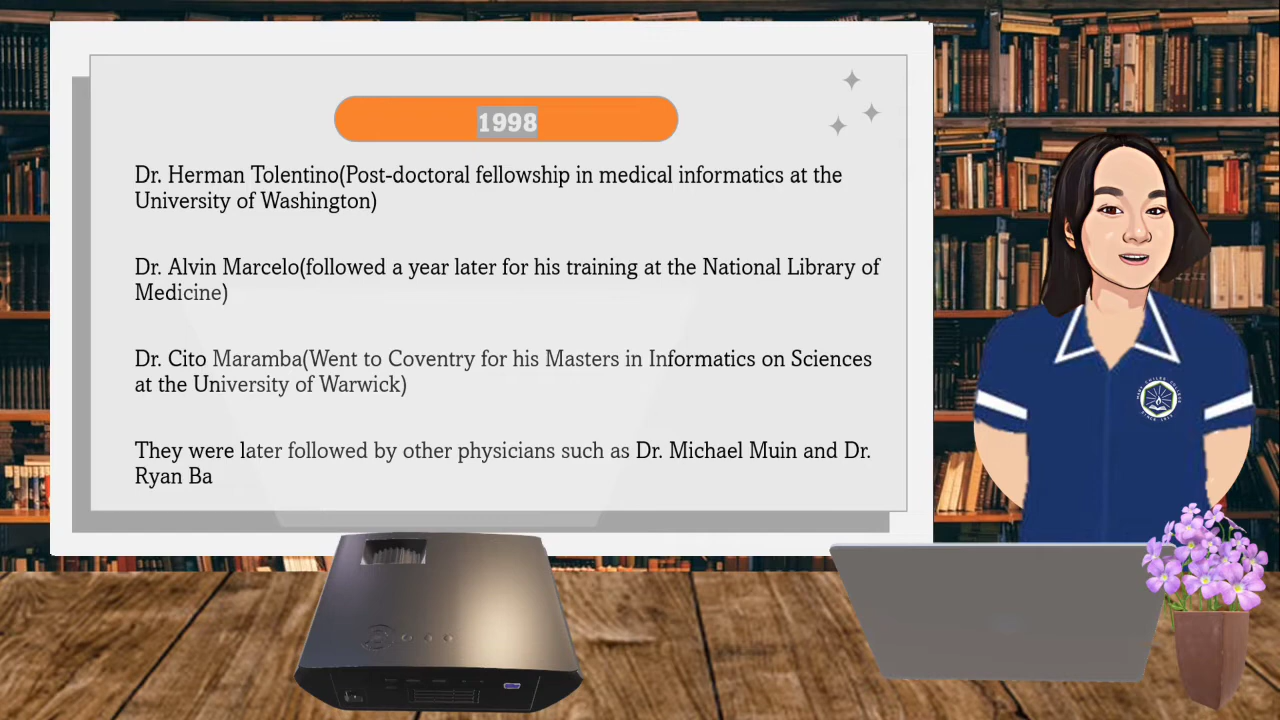 1998
Dr. Herman Tolentino(Post-doctoral fellowship in medical informatics at the
University of Washington)
Dr. Alvin Marcelo(followed a year later for his training at the National Library of
Medicine)
Dr. Cito Maramba(Went to Coventry for his Masters in Informatics on Sciences
at the University of Warwick)
They were later followed by other physicians such as Dr. Michael Muin and Dr.
Ryan Ba